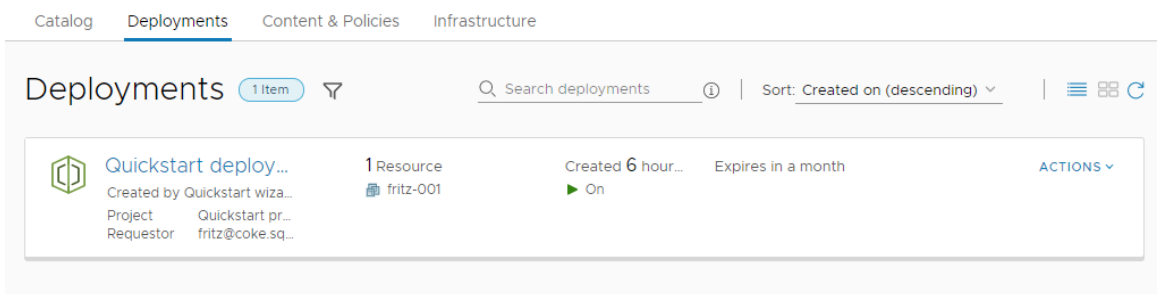 Catalog Deployments Content & Policies Infrastructure
Deployments 1 Item Search deployments Sort: Created on (descending)
Quickstart deploy... 1 Resource Created 6 hour... Expires in a month ACTIONS
Created by Quickstart wiza... fritz-001 On
Project Quickstart pr...
Requestor fritz@coke.sq...